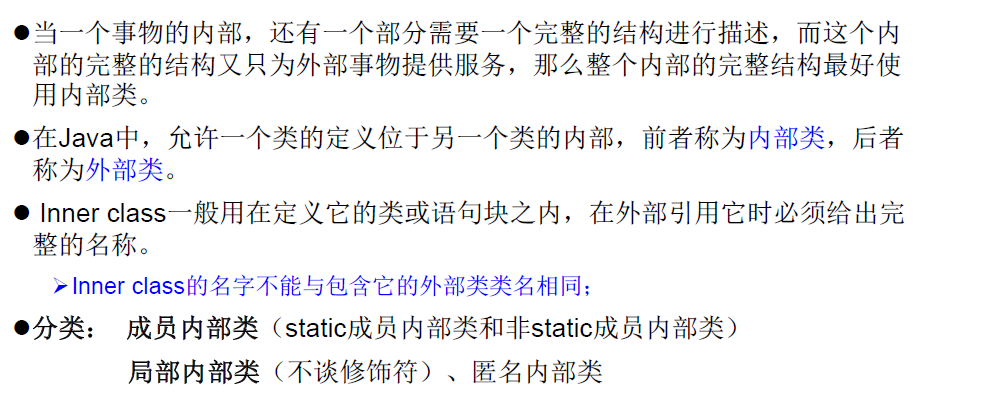 ●当一个事物的内部，还有一个部分需要一个完整的结构进行描述，而这个内
部的完整的结构又只为外部事物提供服务，那么整个内部的完整结构最好使
用内部类。
●在Java中，允许一个类的定义位于另一个类的内部，前者称为内部类，后者
称为外部类。
● Inner class一般用在定义它的类或语句块之内，在外部引用它时必须给出完
整的名称。
➢Inner class的名字不能与包含它的外部类类名相同；
●分类： 成员内部类（static成员内部类和非static成员内部类）
局部内部类（不谈修饰符）、匿名内部类